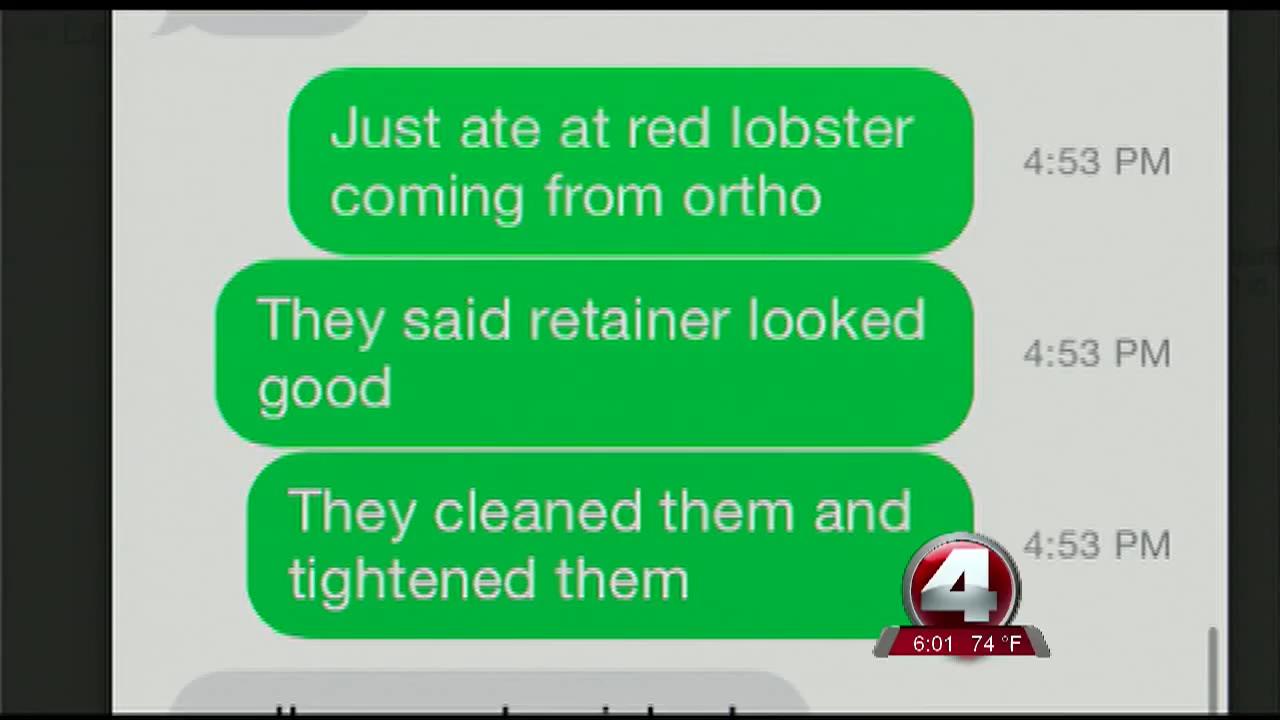 Just ate at red lobster
coming from ortho
4:53 PM
They said retainer looked
good
4:53 PM
They cleaned them and
tightened them
4:53 PM
4
6:01 74 °F